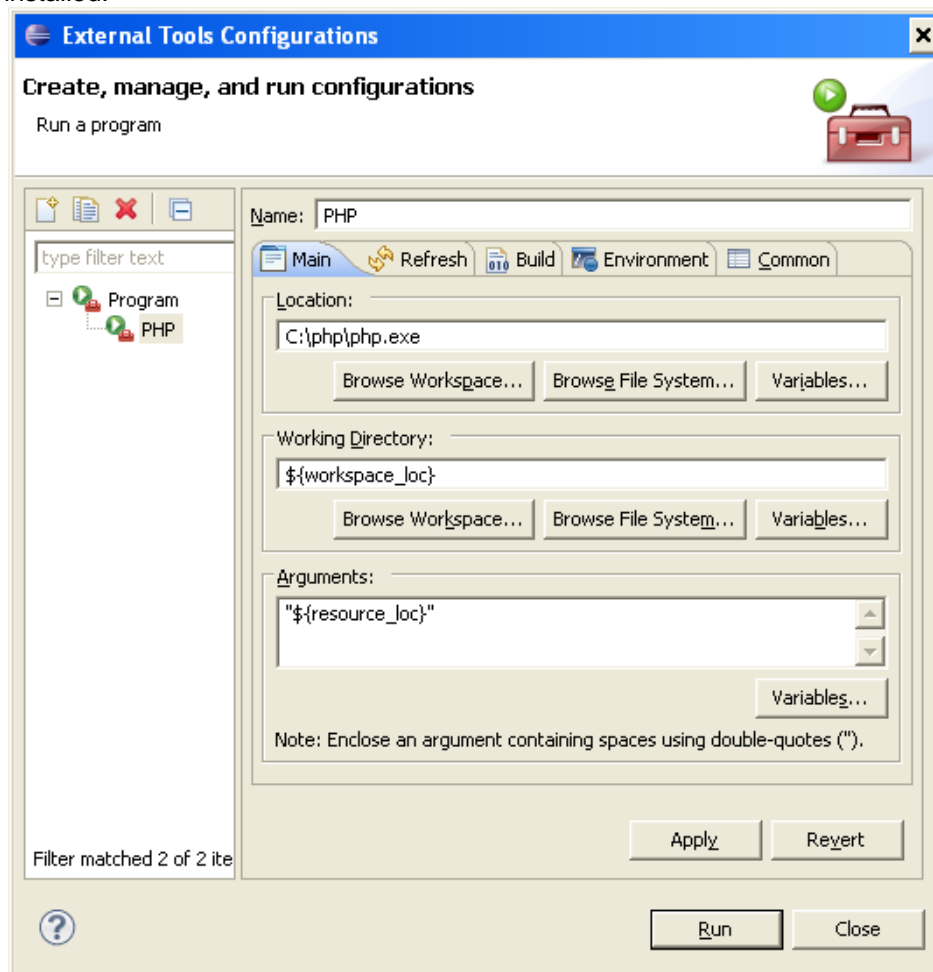 installed.
External Tools Configurations
Create, manage, and run configurations
Run a program
Name: PHP
type filter text
Main Refresh Build Environment Common
Program
PHP
Location:
C:\php\php.exe
Browse Workspace... Browse File System... Variables...
Working Directory:
${workspace_loc}
Browse Workspace... Browse File System... Variables...
Arguments:
"${resource_loc}"
Variables...
Note: Enclose an argument containing spaces using double-quotes (").
Apply Revert
Filter matched 2 of 2 ite
Run Close